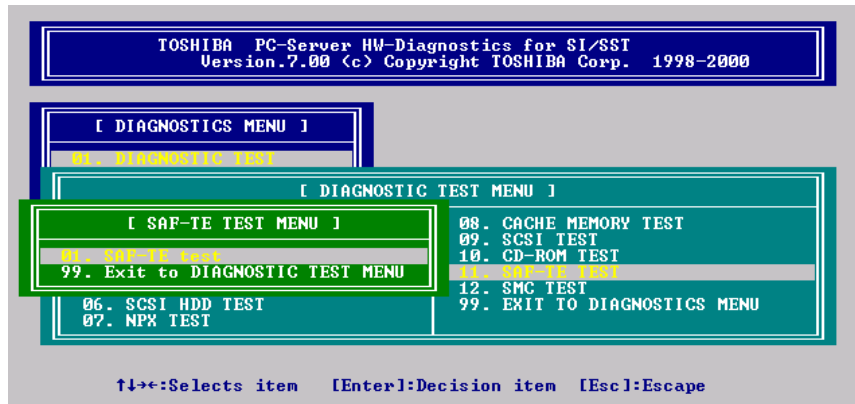 TOSHIBA PC-Server HW-Diagnostics for SI/SST
Version.7.00 (c) Copyright TOSHIBA Corp. 1998-2000
[ DIAGNOSTICS MENU ]
01. DIAGNOSTIC TEST
[ DIAGNOSTIC TEST MENU ]
[ SAF-TE TEST MENU ]
01. SAF-TE test
99. Exit to DIAGNOSTIC TEST MENU
06. SCSI HDD TEST
07. NPX TEST
08. CACHE MEMORY TEST
09. SCSI TEST
10. CD-ROM TEST
11. SAF-TE TEST
12. SMC TEST
99. EXIT TO DIAGNOSTICS MENU
↑↓→←:Selects item [Enter]:Decision item [Esc]:Escape